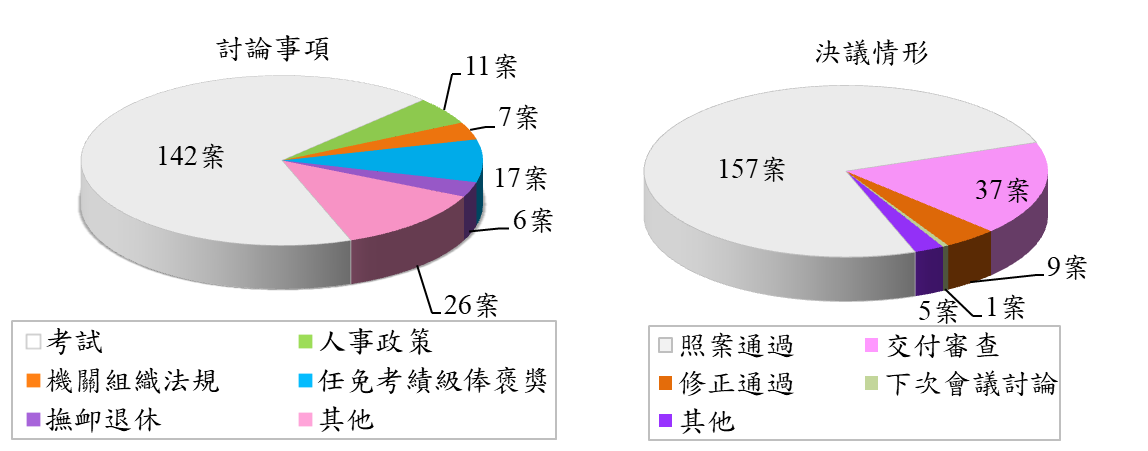 討論事項
11案
7案
142案
17案
6案
26案
考試
人事政策
機關組織法規
任免考績級俸褒獎
撫卹退休
其他
決議情形
157案
37案
9案
1案
5案
照案通過
交付審查
修正通過
下次會議討論
其他